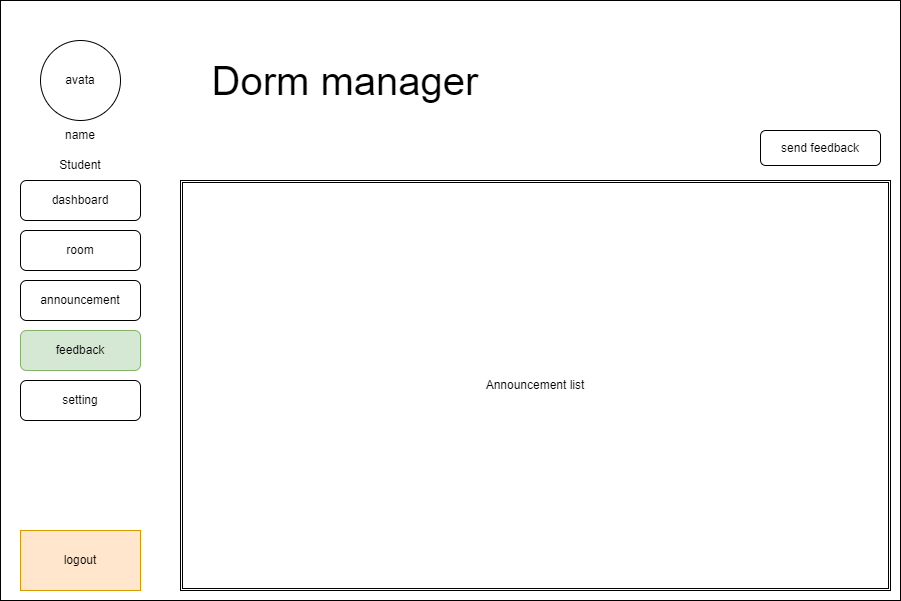 avata
name
Student
Dorm manager
send feedback
dashboard
room
announcement
feedback
setting
logout
Announcement list